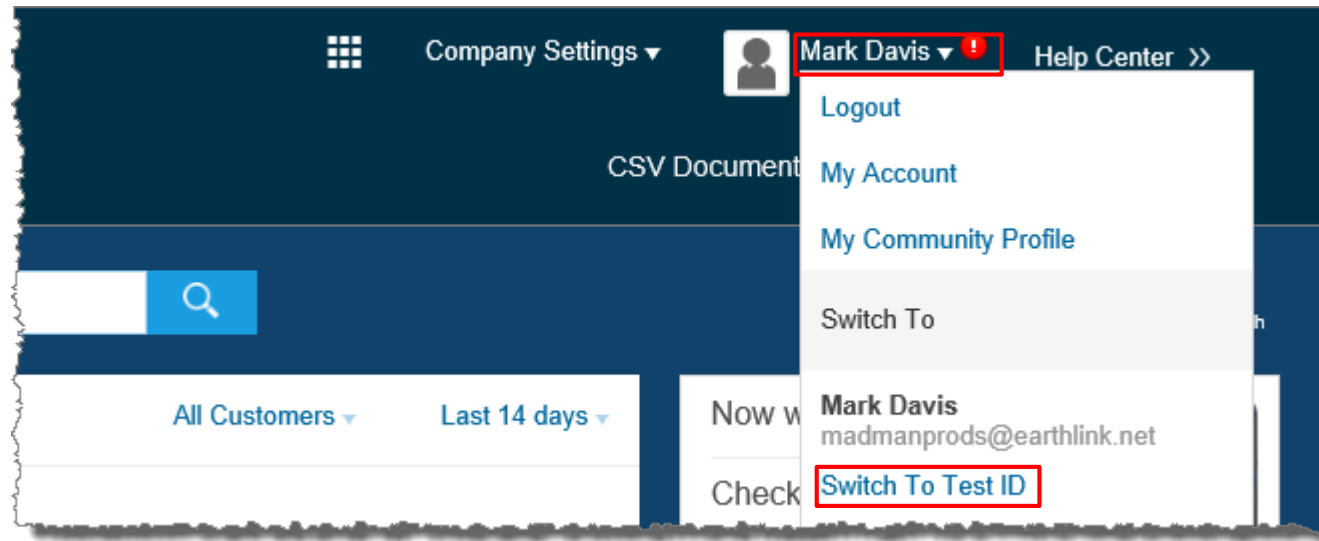 Company Settings
Mark Davis !
Help Center >>
CSV Document
Logout
My Account
My Community Profile
Switch To
h
All Customers
Last 14 days
Now w
Mark Davis
madmanprods@earthlink.net
Check
Switch To Test ID